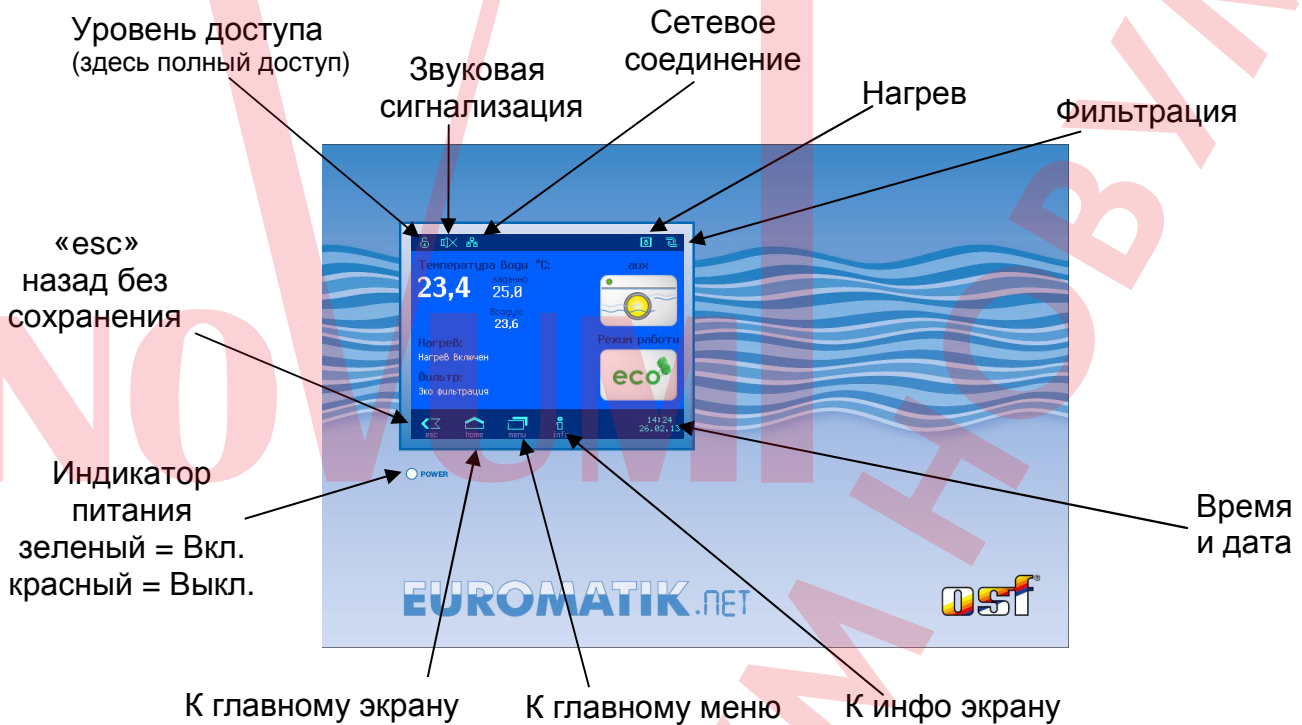 Уровень доступа
(здесь полный доступ)
Звуковая
сигнализация
Сетевое
соединение
Нагрев
Фильтрация
«esc»
назад без
сохранения
Температура Воды °C:
23,4
заданно
25,0
Воздух:
23,6
aux
Нагрев:
Нагрев Включен
Фильтр:
Эко фильтрация
Режим работы
eco
esc
home
menu
info
14:24
26.02.13
POWER
Индикатор
питания
зеленый = Вкл.
красный = Выкл.
Время
и дата
EUROMATIK.NET
osf®
К главному экрану
К главному меню
К инфо экрану
NOVUM